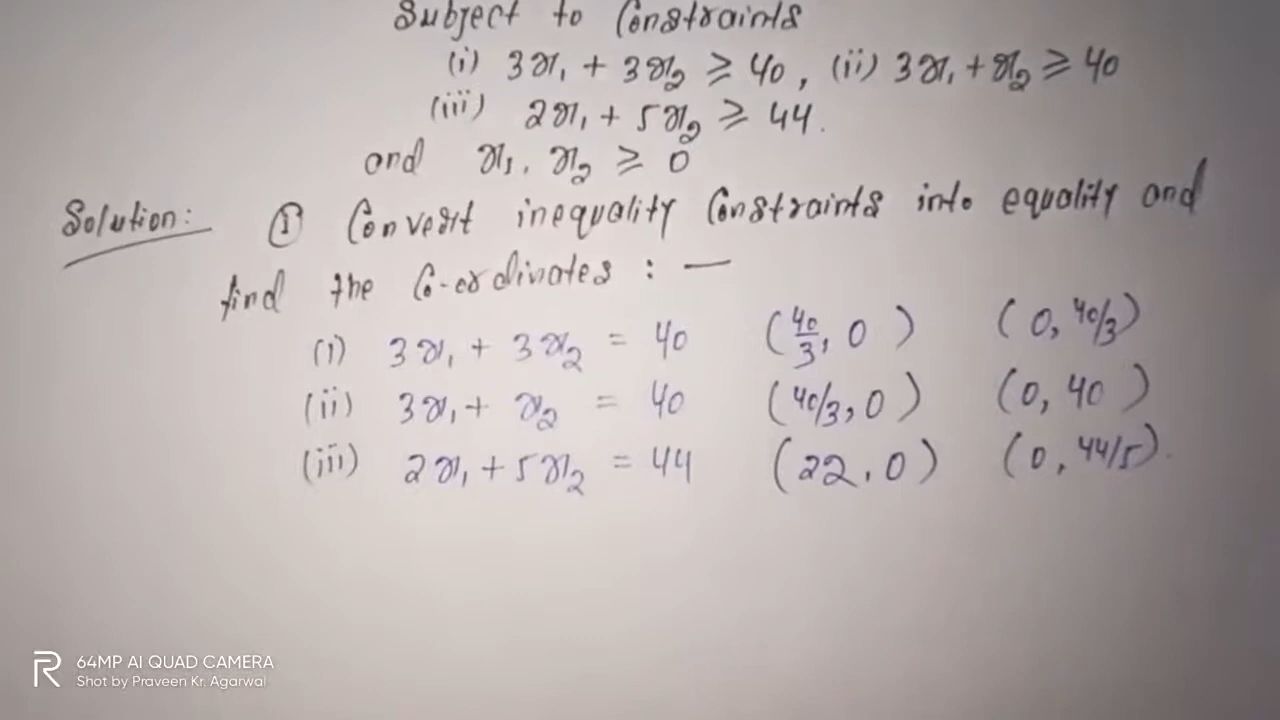 Subject to Constraints
(i) 3x₁ + 3x₂ ≥ 40, (ii) 3x₁ + x₂ ≥ 40
(iii) 2x₁ + 5x₂ ≥ 44.
and x₁, x₂ ≥ 0
Solution: ① Convert inequality Constraints into equality and
find the Co-ordinates : —
(i) 3x₁ + 3x₂ = 40 (40/3, 0) (0, 40/3)
(ii) 3x₁ + x₂ = 40 (40/3, 0) (0, 40)
(iii) 2x₁ + 5x₂ = 44 (22, 0) (0, 44/5).
R 64MP AI QUAD CAMERA
Shot by Praveen Kr. Agarwal